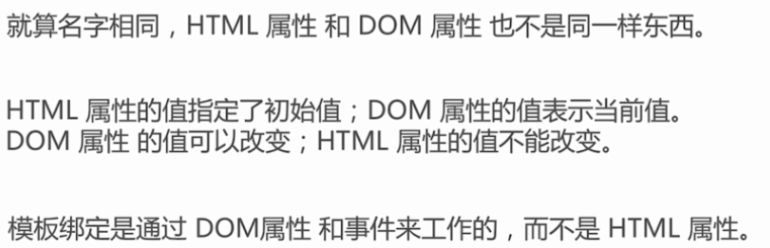 就算名字相同，HTML 属性 和 DOM 属性 也不是同一样东西。
HTML 属性的值指定了初始值；DOM 属性的值表示当前值。
DOM 属性 的值可以改变；HTML 属性的值不能改变。
模板绑定是通过 DOM属性 和事件来工作的，而不是 HTML 属性。